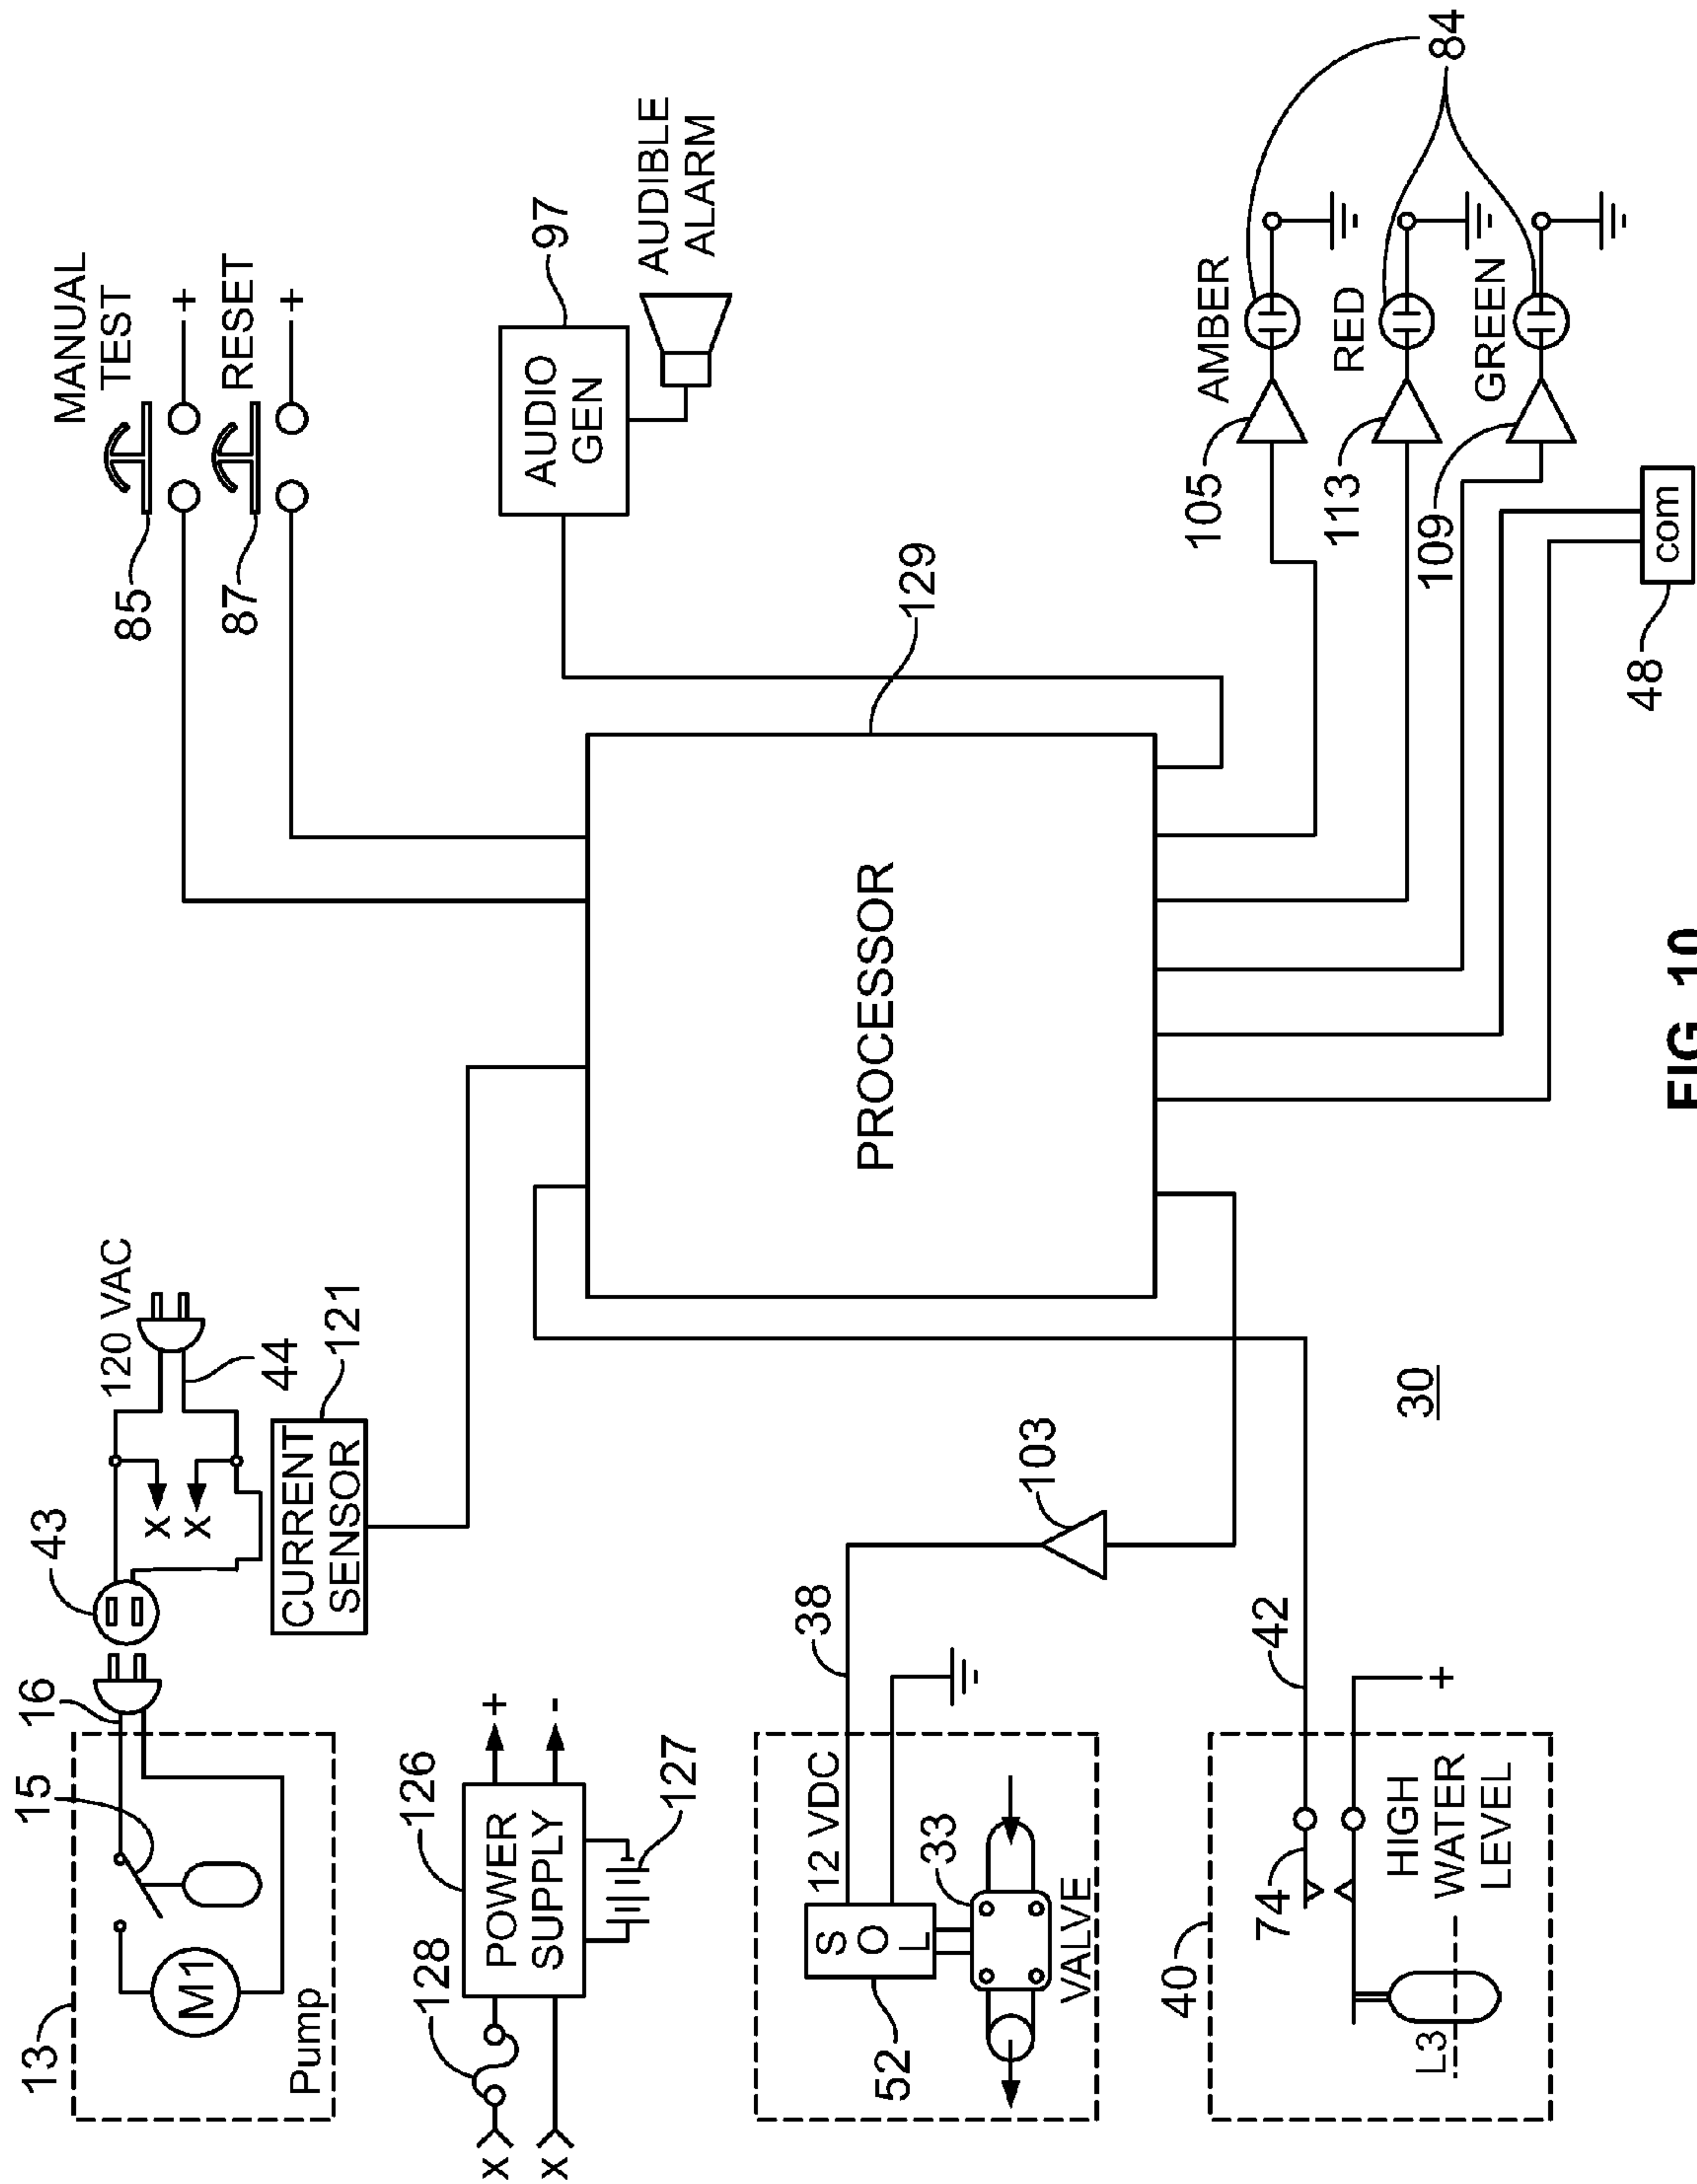 13
15
16
43
120 VAC
44
M1
Pump
X
X
CURRENT
SENSOR
121
MANUAL
TEST
+
85
RESET
+
87
128
126
X
X
POWER
SUPPLY
+
-
127
AUDIO
GEN
97
AUDIBLE
ALARM
129
PROCESSOR
12 VDC
38
103
SOL
52
33
VALVE
40
74
42
+
HIGH
WATER
LEVEL
L3
30
105
AMBER
113
RED
109
GREEN
84
48
com
FIG. 10